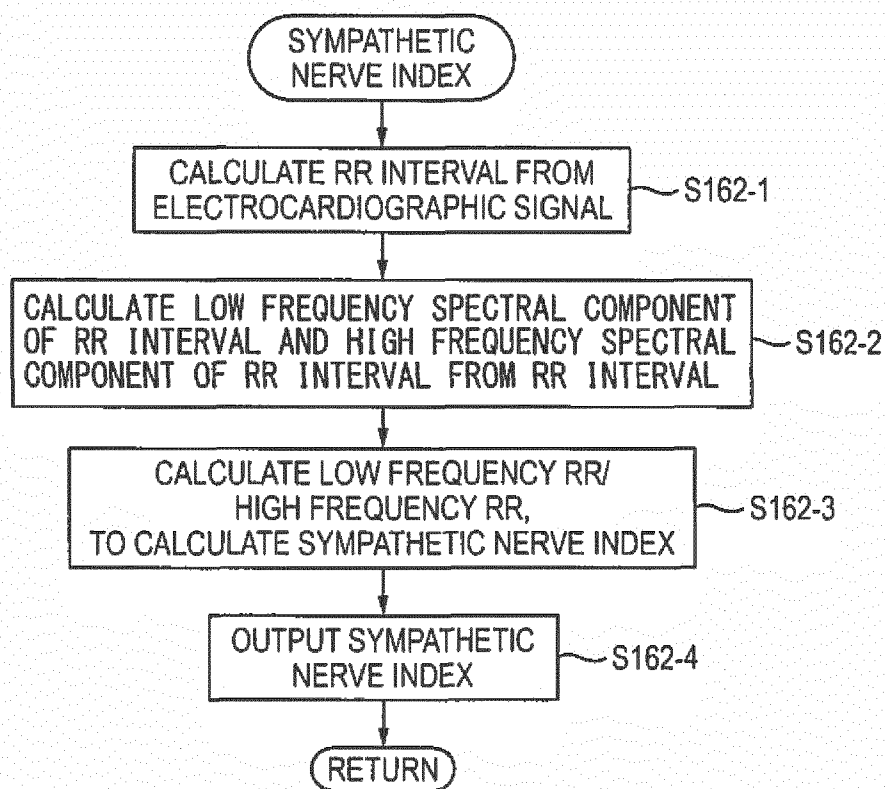 SYMPATHETIC
NERVE INDEX
CALCULATE RR INTERVAL FROM
ELECTROCARDIOGRAPHIC SIGNAL
S162-1
CALCULATE LOW FREQUENCY SPECTRAL COMPONENT
OF RR INTERVAL AND HIGH FREQUENCY SPECTRAL
COMPONENT OF RR INTERVAL FROM RR INTERVAL
S162-2
CALCULATE LOW FREQUENCY RR/
HIGH FREQUENCY RR,
TO CALCULATE SYMPATHETIC NERVE INDEX
S162-3
OUTPUT SYMPATHETIC
NERVE INDEX
S162-4
RETURN